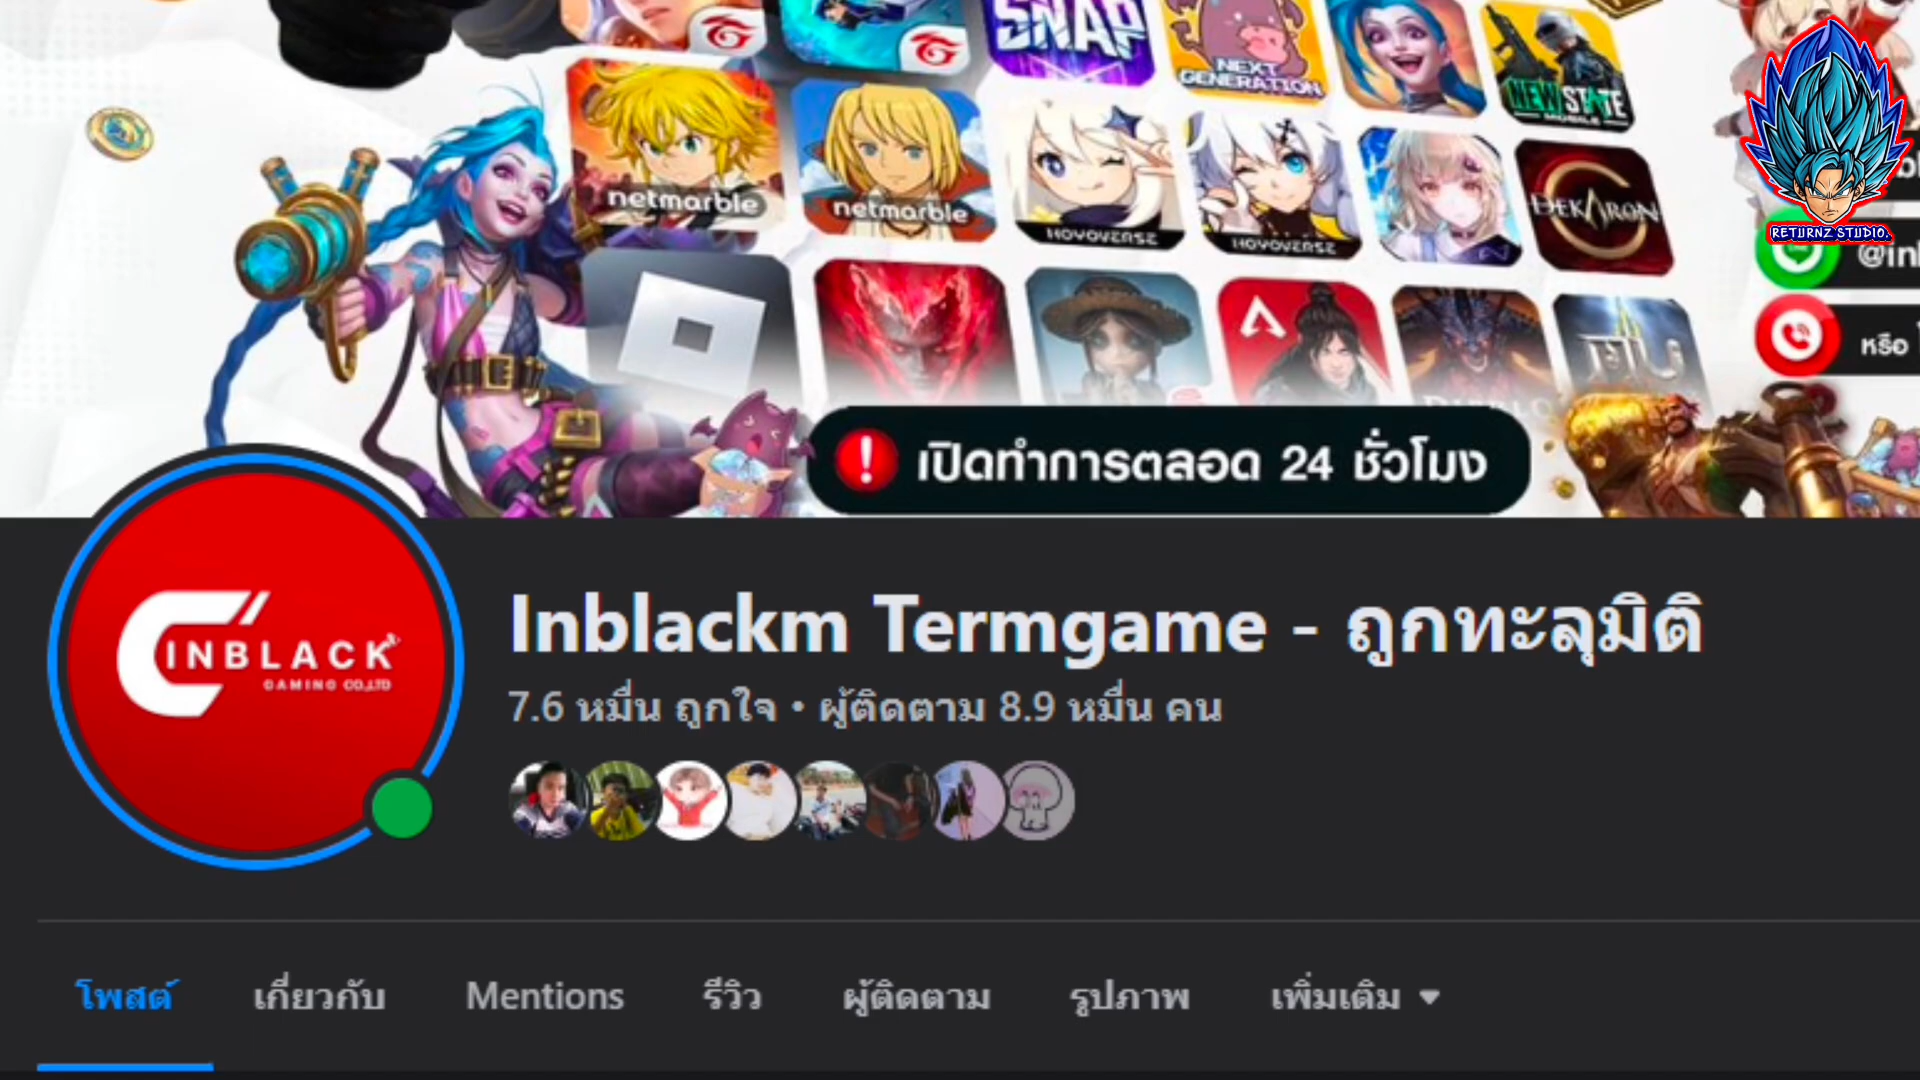 SNAP
NEXT
GENERATION
NEW STATE
MOBILE
netmarble
netmarble
HOYOVERSE
HOYOVERSE
DEKARON
RETURNZ STUDIO.
หรือ
เปิดทำการตลอด 24 ชั่วโมง
INBLACK
GAMING CO.,LTD
Inblackm Termgame - ถูกทะลุมิติ
7.6 หมื่น ถูกใจ • ผู้ติดตาม 8.9 หมื่น คน
โพสต์
เกี่ยวกับ
Mentions
รีวิว
ผู้ติดตาม
รูปภาพ
เพิ่มเติม